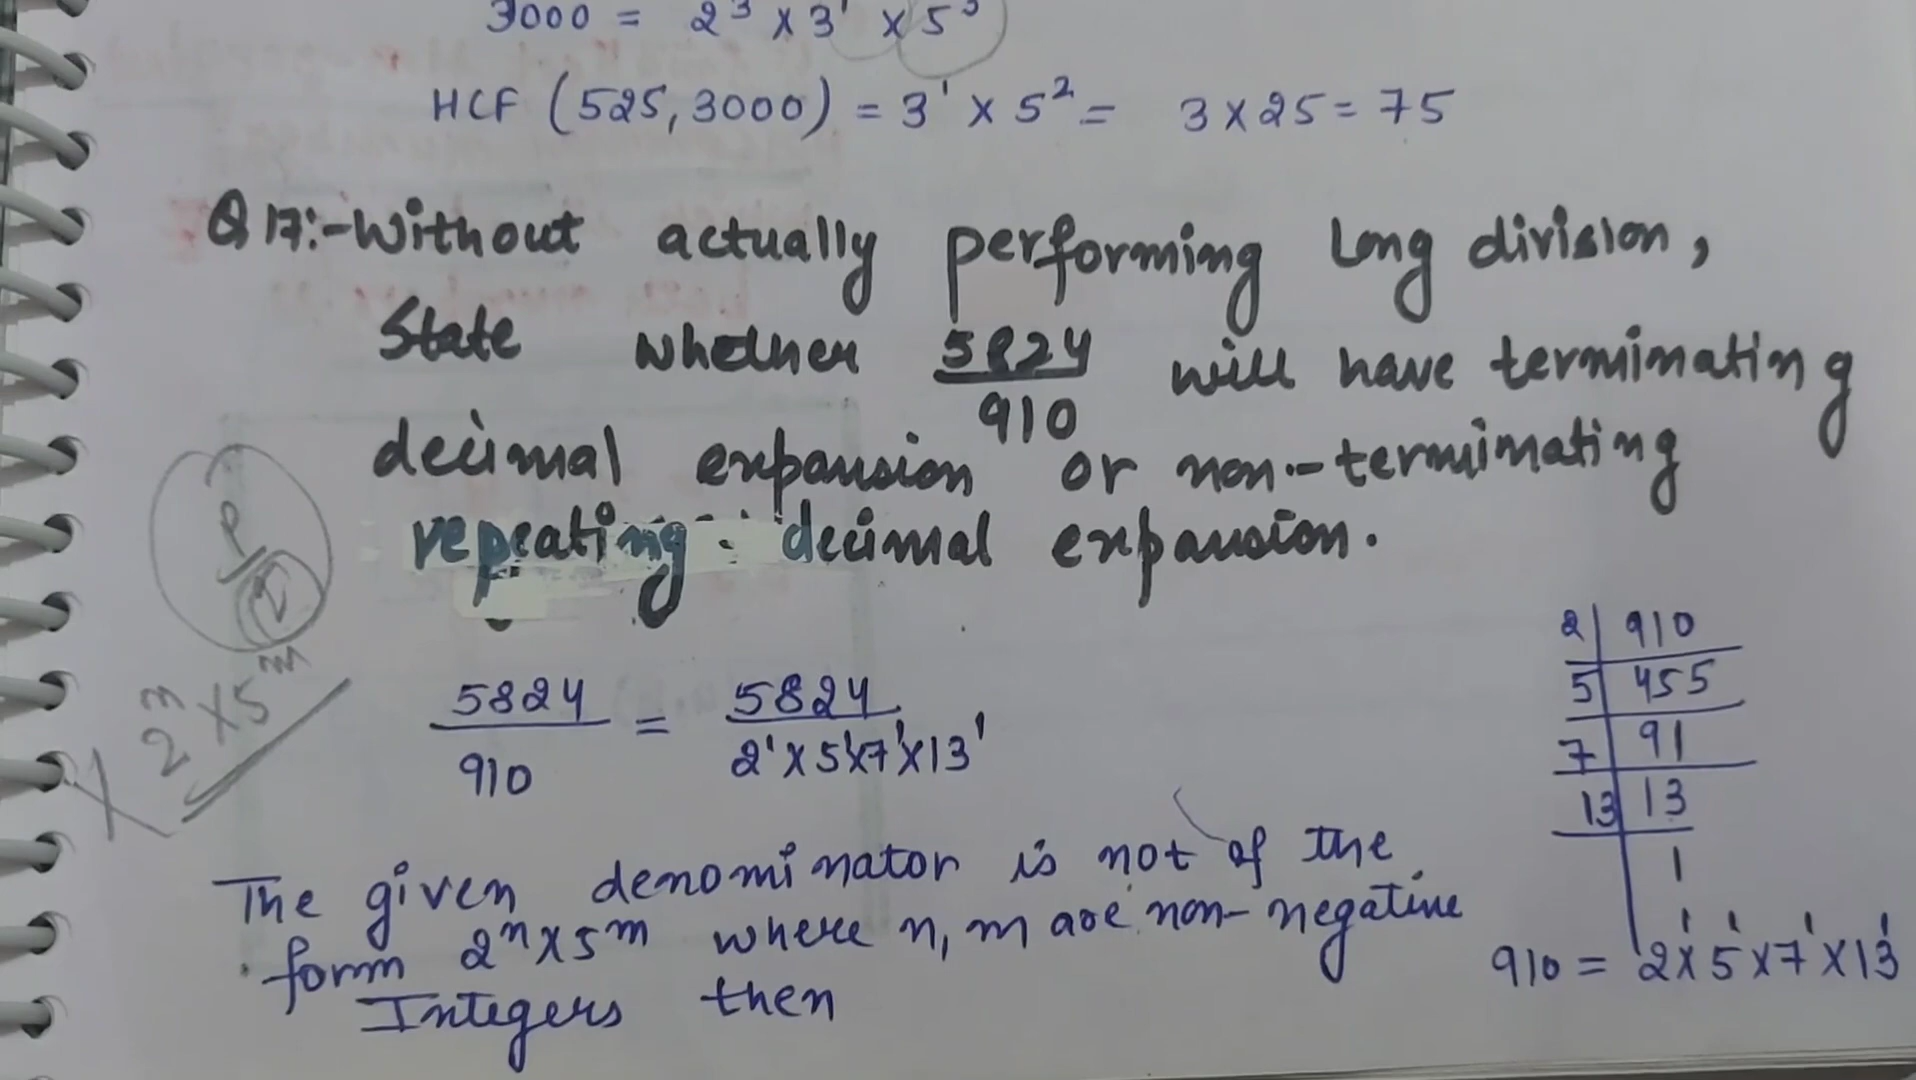 3000 = 2³ × 3¹ × 5³
HCF (525, 3000) = 3¹ × 5² = 3 × 25 = 75
Q 17:- Without actually performing long division,
State whether 5824/910 will have terminating
decimal expansion or non-terminating
repeating decimal expansion.
p/q
2ⁿ × 5ᵐ
5824/910 = 5824/2¹ × 5¹ × 7¹ × 13¹
2 | 910
5 | 455
7 | 91
13 | 13
1
910 = 2¹ × 5¹ × 7¹ × 13¹
The given denominator is not of the
form 2ⁿ × 5ᵐ where n, m are non-negative
Integers then